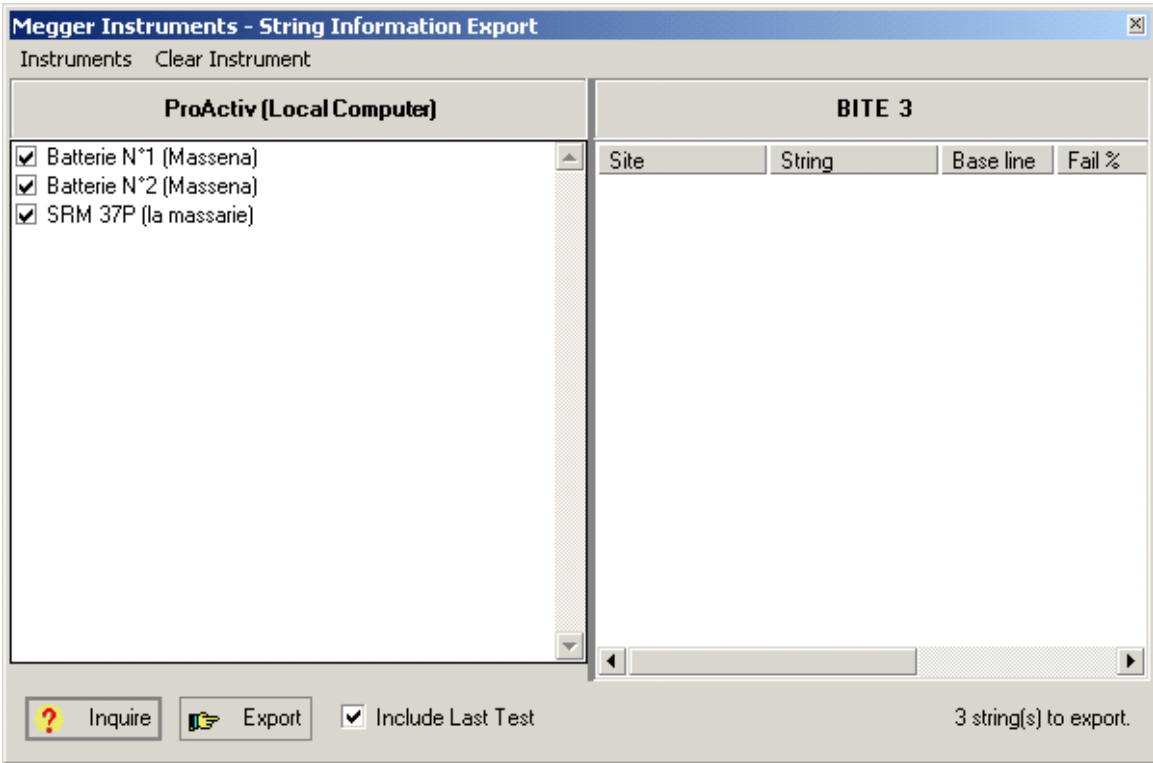 Megger Instruments - String Information Export
Instruments Clear Instrument
ProActiv (Local Computer)
BITE 3
Batterie N°1 (Massena)
Batterie N°2 (Massena)
SRM 37P (la massarie)
Site String Base line Fail %
Inquire Export Include Last Test 3 string(s) to export.